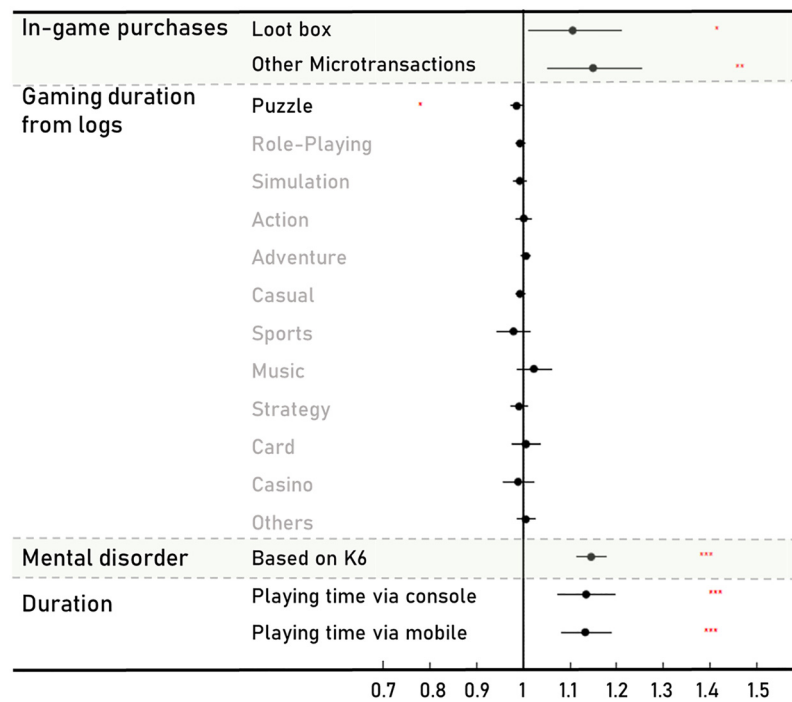 In-game purchases Loot box *
Other Microtransactions **
Gaming duration
from logs
Puzzle *
Role-Playing
Simulation
Action
Adventure
Casual
Sports
Music
Strategy
Card
Casino
Others
Mental disorder Based on K6 ***
Duration
Playing time via console ***
Playing time via mobile ***
0.7 0.8 0.9 1 1.1 1.2 1.3 1.4 1.5